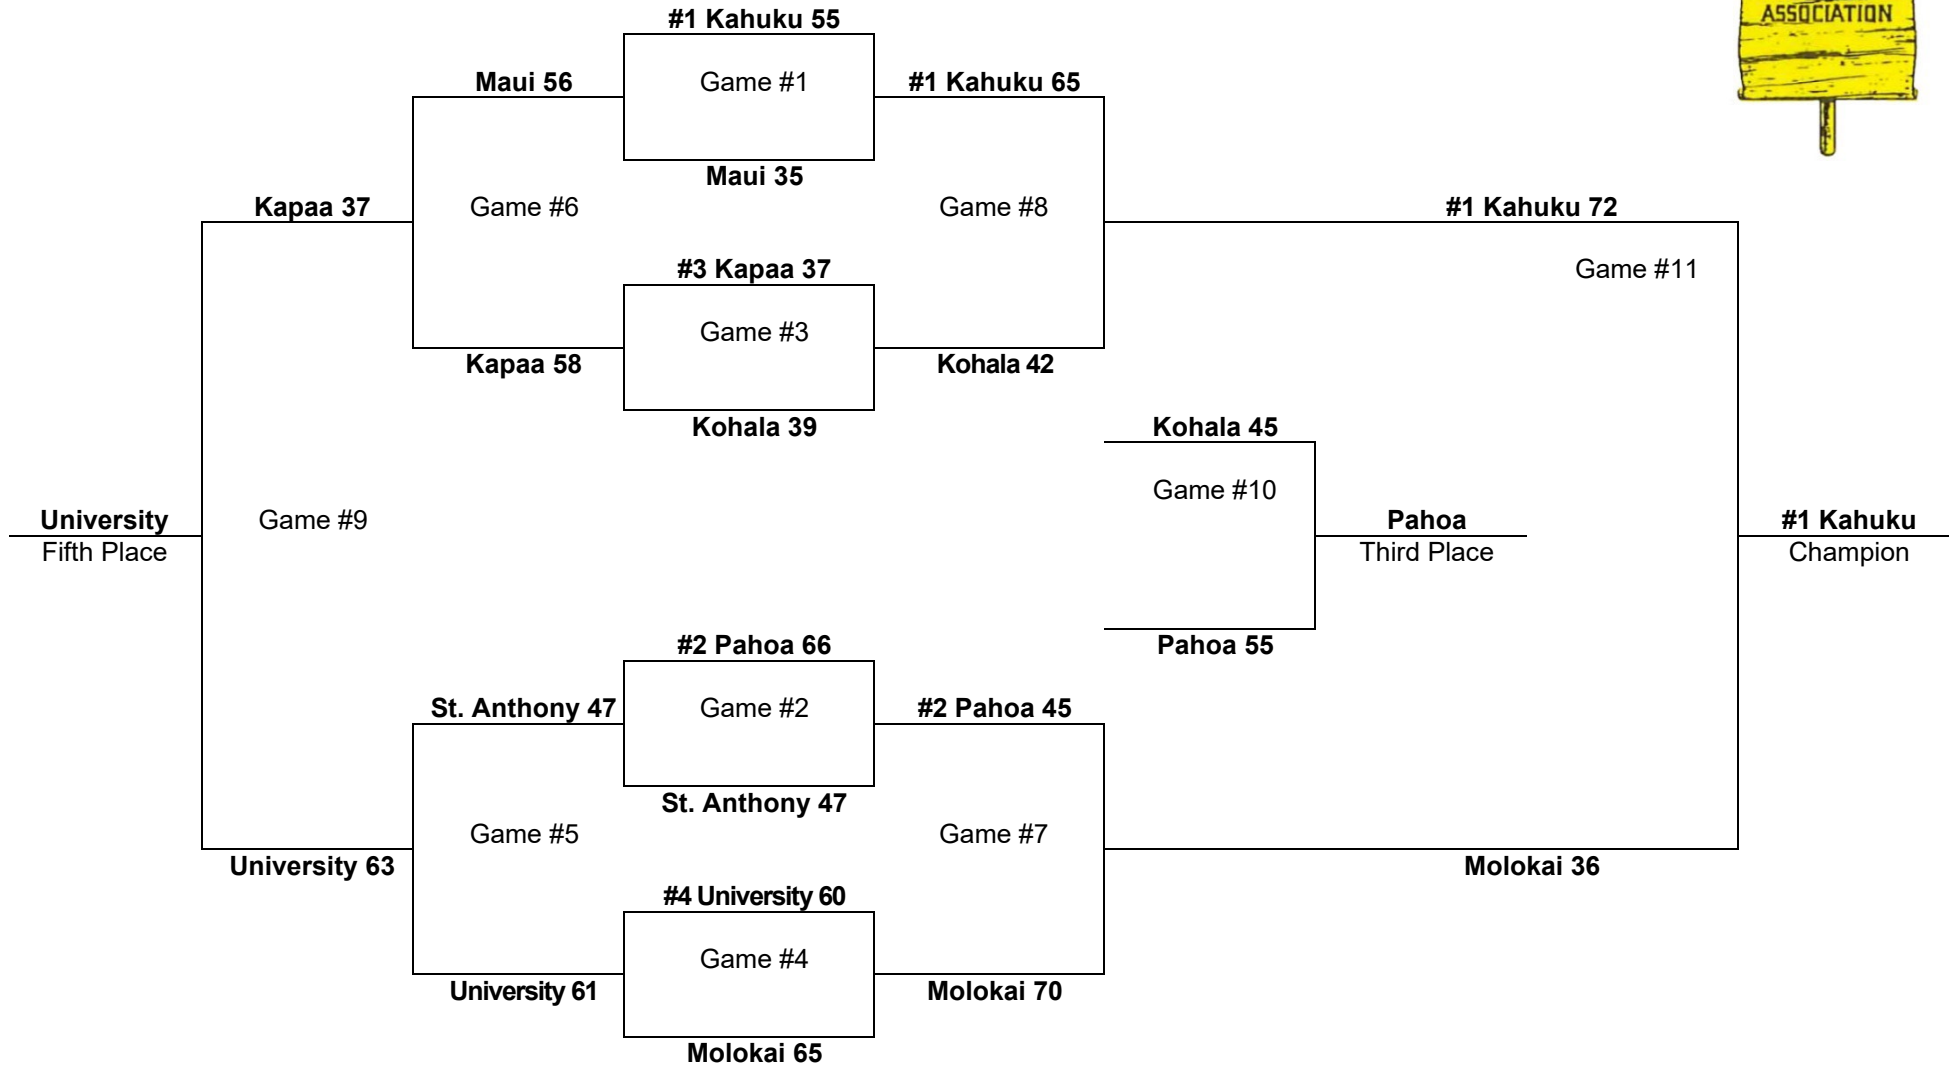 ASSOCIATION
#1 Kahuku 55
Maui 56
Game #1
#1 Kahuku 65
Maui 35
Kapaa 37
Game #6
Game #8
#1 Kahuku 72
#3 Kapaa 37
Game #11
Game #3
Kapaa 58
Kohala 42
Kohala 39
Kohala 45
Game #10
University
Fifth Place
Game #9
Pahoa
Third Place
#1 Kahuku
Champion
#2 Pahoa 66
Pahoa 55
St. Anthony 47
Game #2
#2 Pahoa 45
St. Anthony 47
Game #5
Game #7
University 63
Molokai 36
#4 University 60
Game #4
University 61
Molokai 70
Molokai 65